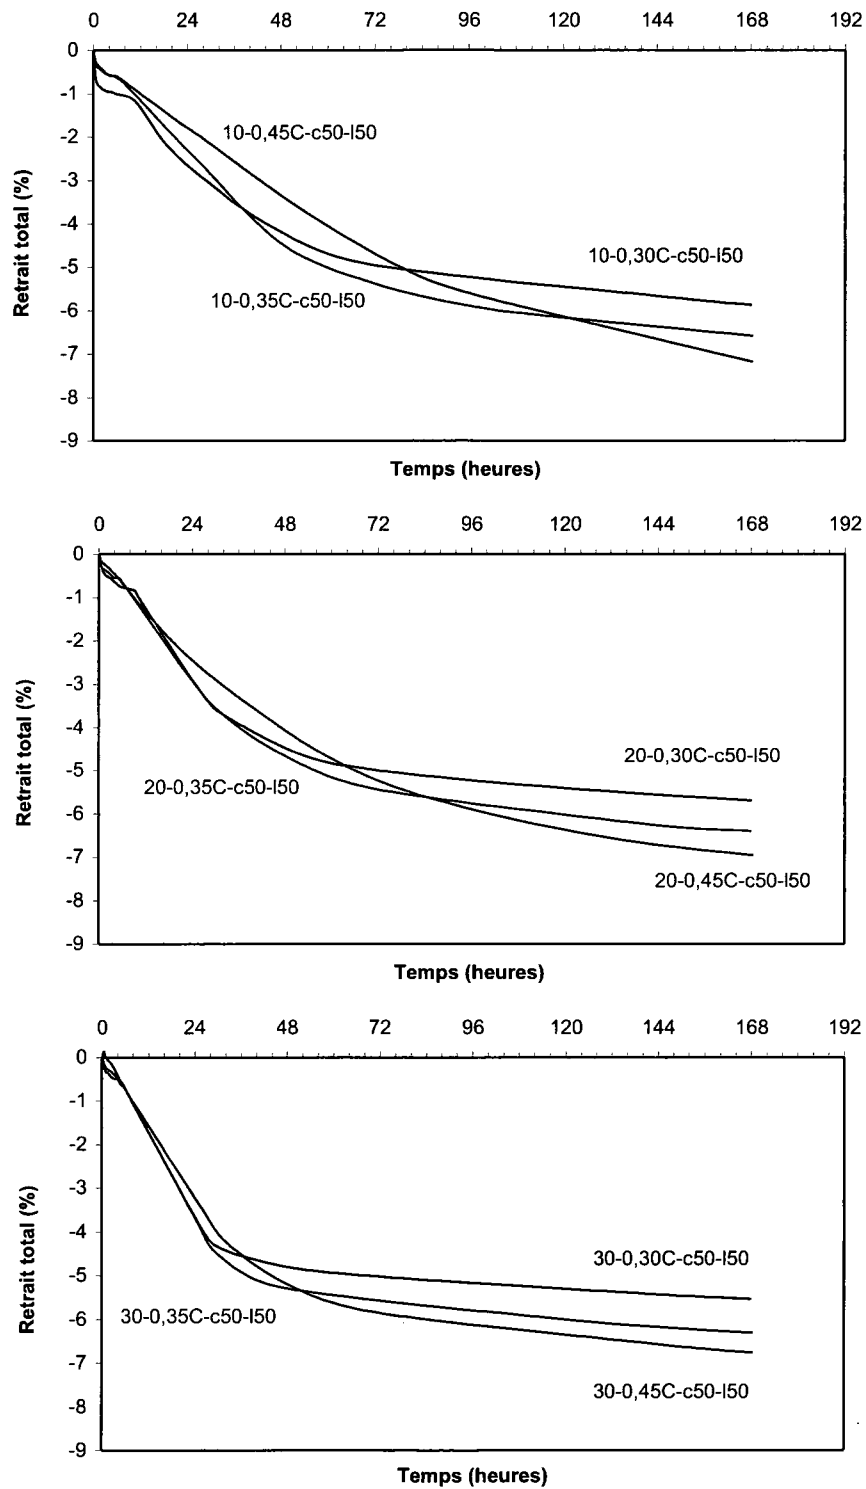 0 24 48 72 96 120 144 168 192
0
-1
-2
-3
-4
-5
-6
-7
-8
-9
Retrait total (%)
10-0,45C-c50-l50
10-0,30C-c50-l50
10-0,35C-c50-l50
Temps (heures)
0 24 48 72 96 120 144 168 192
0
-1
-2
-3
-4
-5
-6
-7
-8
-9
Retrait total (%)
20-0,30C-c50-l50
20-0,35C-c50-l50
20-0,45C-c50-l50
Temps (heures)
0 24 48 72 96 120 144 168 192
0
-1
-2
-3
-4
-5
-6
-7
-8
-9
Retrait total (%)
30-0,30C-c50-l50
30-0,35C-c50-l50
30-0,45C-c50-l50
Temps (heures)